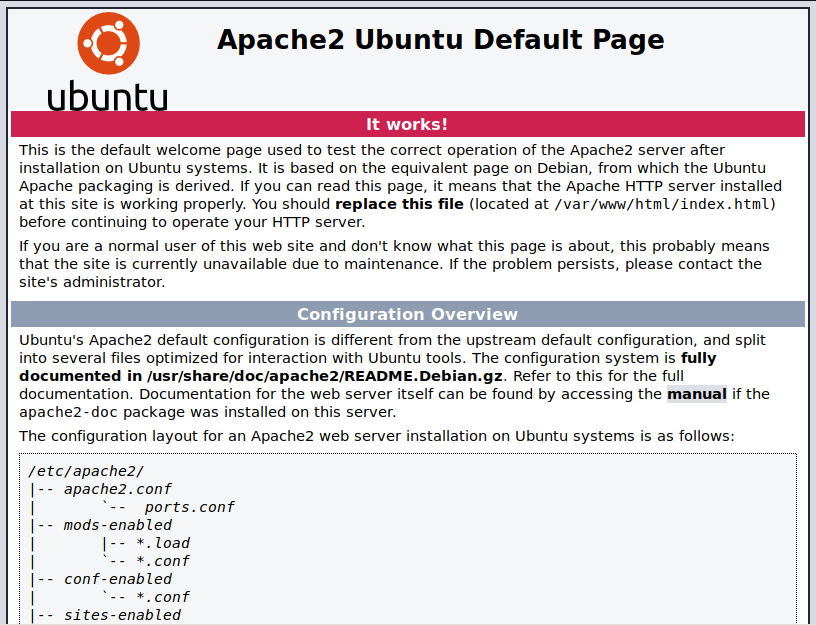 ubuntu
Apache2 Ubuntu Default Page
It works!
This is the default welcome page used to test the correct operation of the Apache2 server after
installation on Ubuntu systems. It is based on the equivalent page on Debian, from which the Ubuntu
Apache packaging is derived. If you can read this page, it means that the Apache HTTP server installed
at this site is working properly. You should replace this file (located at /var/www/html/index.html)
before continuing to operate your HTTP server.
If you are a normal user of this web site and don't know what this page is about, this probably means
that the site is currently unavailable due to maintenance. If the problem persists, please contact the
site's administrator.
Configuration Overview
Ubuntu's Apache2 default configuration is different from the upstream default configuration, and split
into several files optimized for interaction with Ubuntu tools. The configuration system is fully
documented in /usr/share/doc/apache2/README.Debian.gz. Refer to this for the full
documentation. Documentation for the web server itself can be found by accessing the manual if the
apache2-doc package was installed on this server.
The configuration layout for an Apache2 web server installation on Ubuntu systems is as follows:
/etc/apache2/
|-- apache2.conf
|       `--  ports.conf
|-- mods-enabled
|       |-- *.load
|       `-- *.conf
|-- conf-enabled
|       `-- *.conf
|-- sites-enabled